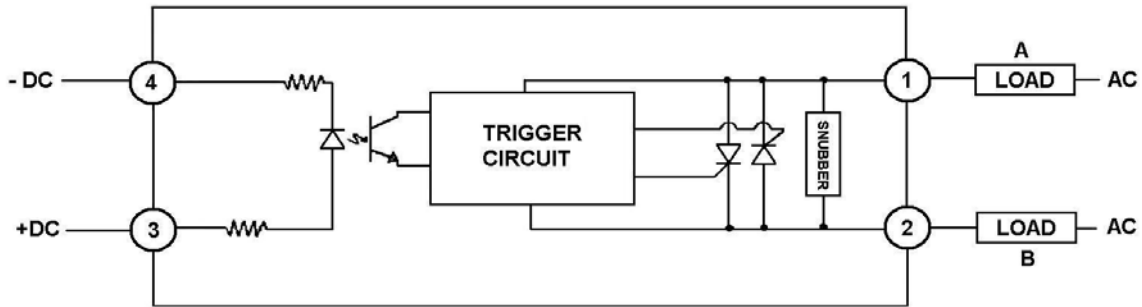 - DC
4
3
+DC
TRIGGER
CIRCUIT
SNUBBER
1
2
A
LOAD
AC
LOAD
B
AC